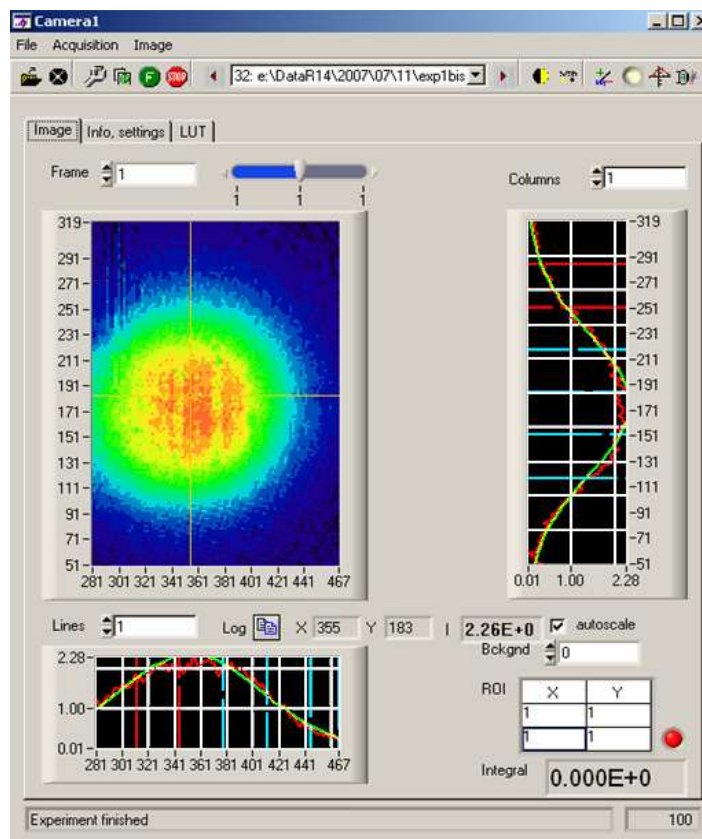 Camera1
File Acquisition Image
32: e:\DataR14\2007\07\11\exp1bis
Image Info, settings LUT
Frame 1
1 1 1
Columns 1
319
291
271
251
231
211
191
171
151
131
111
91
71
51
281 301 321 341 361 381 401 421 441 467
-319
-291
-271
-251
-231
-211
-191
-171
-151
-131
-111
-91
-71
-51
0.01 1.00 2.28
Lines 1
Log X 355 Y 183 I 2.26E+0 autoscale
Bckgnd 0
2.28
1.00
0.01
281 301 321 341 361 381 401 421 441 467
ROI X Y
1 1
1 1
Integral 0.000E+0
Experiment finished 100